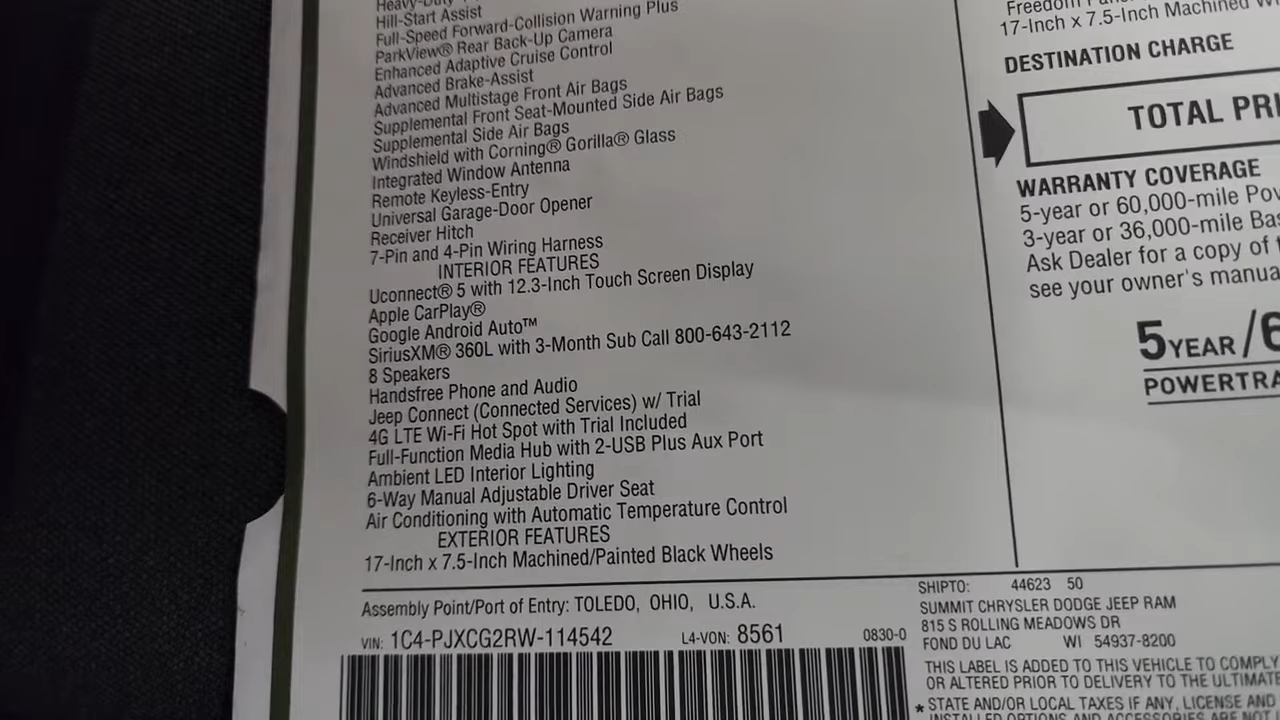 Heavy-Duty
Hill-Start Assist
Full-Speed Forward-Collision Warning Plus
ParkView® Rear Back-Up Camera
Enhanced Adaptive Cruise Control
Advanced Brake-Assist
Advanced Multistage Front Air Bags
Supplemental Front Seat-Mounted Side Air Bags
Supplemental Side Air Bags
Windshield with Corning® Gorilla® Glass
Integrated Window Antenna
Remote Keyless-Entry
Universal Garage-Door Opener
Receiver Hitch
7-Pin and 4-Pin Wiring Harness
INTERIOR FEATURES
Uconnect® 5 with 12.3-Inch Touch Screen Display
Apple CarPlay®
Google Android Auto™
SiriusXM® 360L with 3-Month Sub Call 800-643-2112
8 Speakers
Handsfree Phone and Audio
Jeep Connect (Connected Services) w/ Trial
4G LTE Wi-Fi Hot Spot with Trial Included
Full-Function Media Hub with 2-USB Plus Aux Port
Ambient LED Interior Lighting
6-Way Manual Adjustable Driver Seat
Air Conditioning with Automatic Temperature Control
EXTERIOR FEATURES
17-Inch x 7.5-Inch Machined/Painted Black Wheels
Assembly Point/Port of Entry: TOLEDO, OHIO, U.S.A.
VIN: 1C4-PJXCG2RW-114542 L4-VON: 8561 0830-0
Freedom
17-Inch x 7.5-Inch Machined
DESTINATION CHARGE
TOTAL PRI
WARRANTY COVERAGE
5-year or 60,000-mile Pow
3-year or 36,000-mile Bas
Ask Dealer for a copy of
see your owner's manua
5 YEAR/6
POWERTRA
SHIPTO: 44623 50
SUMMIT CHRYSLER DODGE JEEP RAM
815 S ROLLING MEADOWS DR
FOND DU LAC WI 54937-8200
THIS LABEL IS ADDED TO THIS VEHICLE TO COMPLY
OR ALTERED PRIOR TO DELIVERY TO THE ULTIMATE
* STATE AND/OR LOCAL TAXES IF ANY, LICENSE AND
INSTALLED OPTIONS AND ACCESSORIES ARE NOT